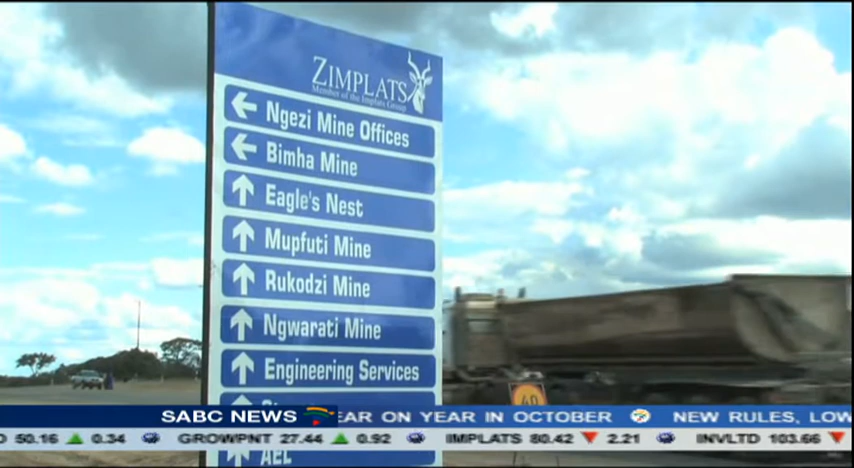 ZIMPLATS
Member of the Implats Group
Ngezi Mine Offices
Bimha Mine
Eagle's Nest
Mupfuti Mine
Rukodzi Mine
Ngwarati Mine
Engineering Services
AEL
40
SABC NEWS EAR ON YEAR IN OCTOBER NEW RULES, LOW
50.16 0.34 GROWPNT 27.44 0.92 IMPLATS 80.42 2.21 INVLTD 103.66